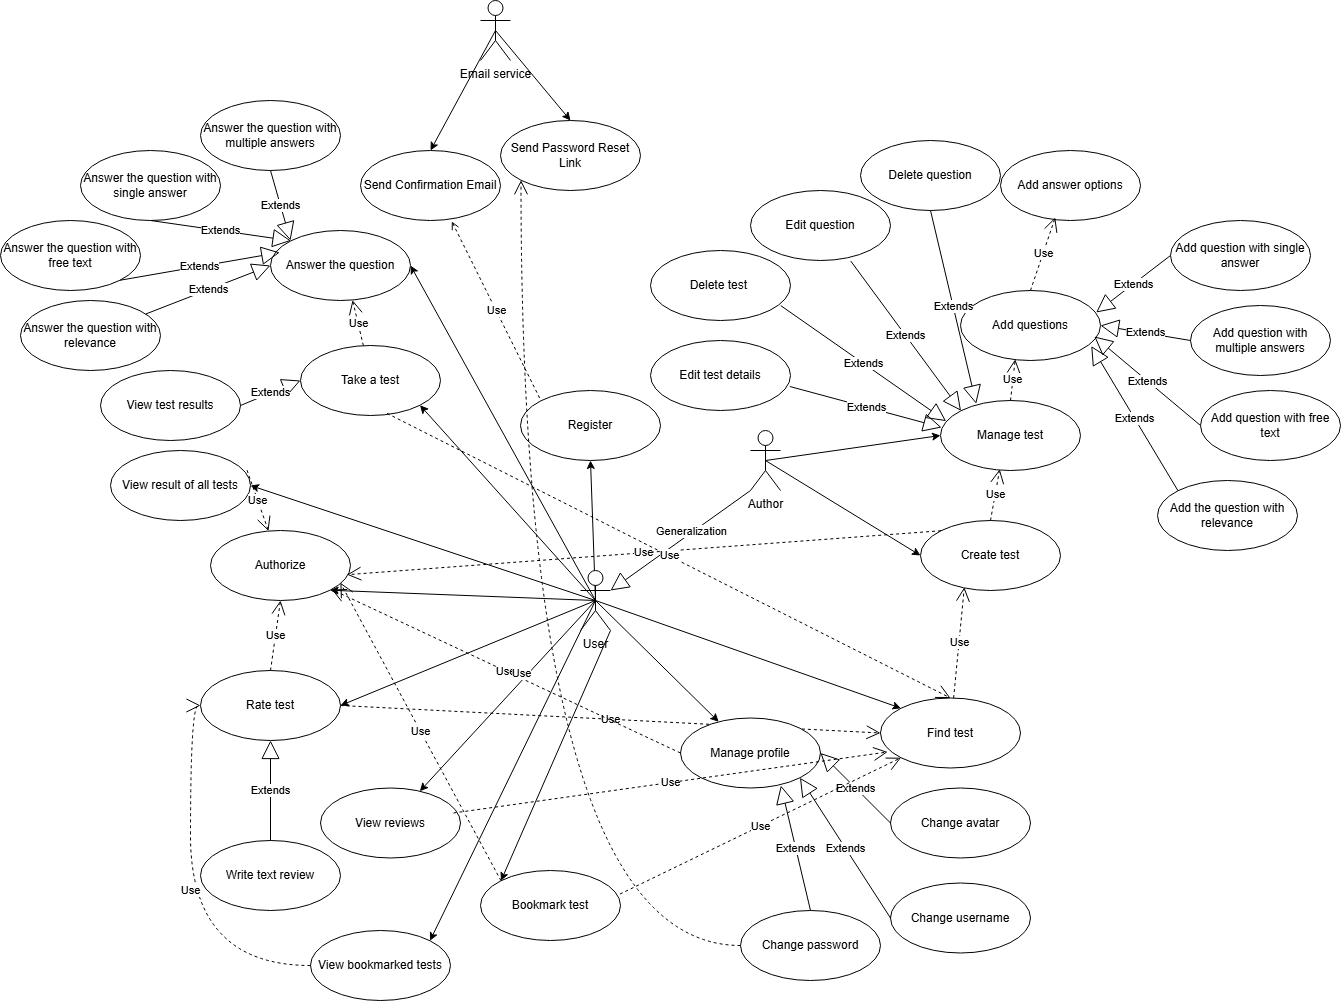 Email service
Answer the question with
multiple answers
Send Password Reset
Link
Answer the question with
single answer
Send Confirmation Email
Delete question
Add answer options
Extends
Extends
Edit question
Answer the question with
free text
Extends
Answer the question
Use
Add question with single
answer
Extends
Delete test
Extends
Extends
Answer the question with
relevance
Use
Use
Extends
Add questions
Extends
Add question with
multiple answers
Extends
Extends
Take a test
Edit test details
Use
Extends
Extends
View test results
Extends
Add question with free
text
Extends
Register
Manage test
View result of all tests
Use
Author
Use
Add the question with
relevance
Generalization
Authorize
Use
Use
Create test
Use
User
Use
Use
Use
Rate test
Use
Find test
Use
Manage profile
Use
Extends
Extends
View reviews
Change avatar
Use
Extends
Extends
Write text review
Use
Bookmark test
Change username
Change password
View bookmarked tests